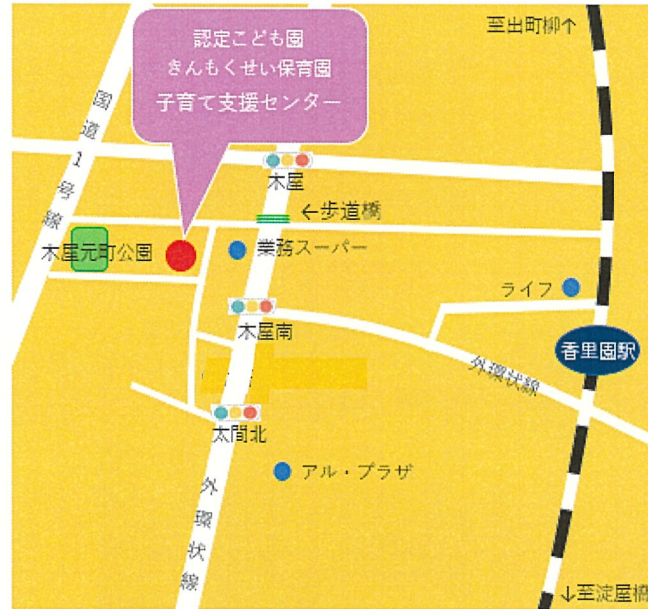 認定こども園
きんもくせい保育園
子育て支援センター
至出町柳↑
国道1号線
木屋
←歩道橋
木屋元町公園
業務スーパー
ライフ
木屋南
香里園駅
外環状線
太間北
アル・プラザ
外環状線
↓至淀屋橋